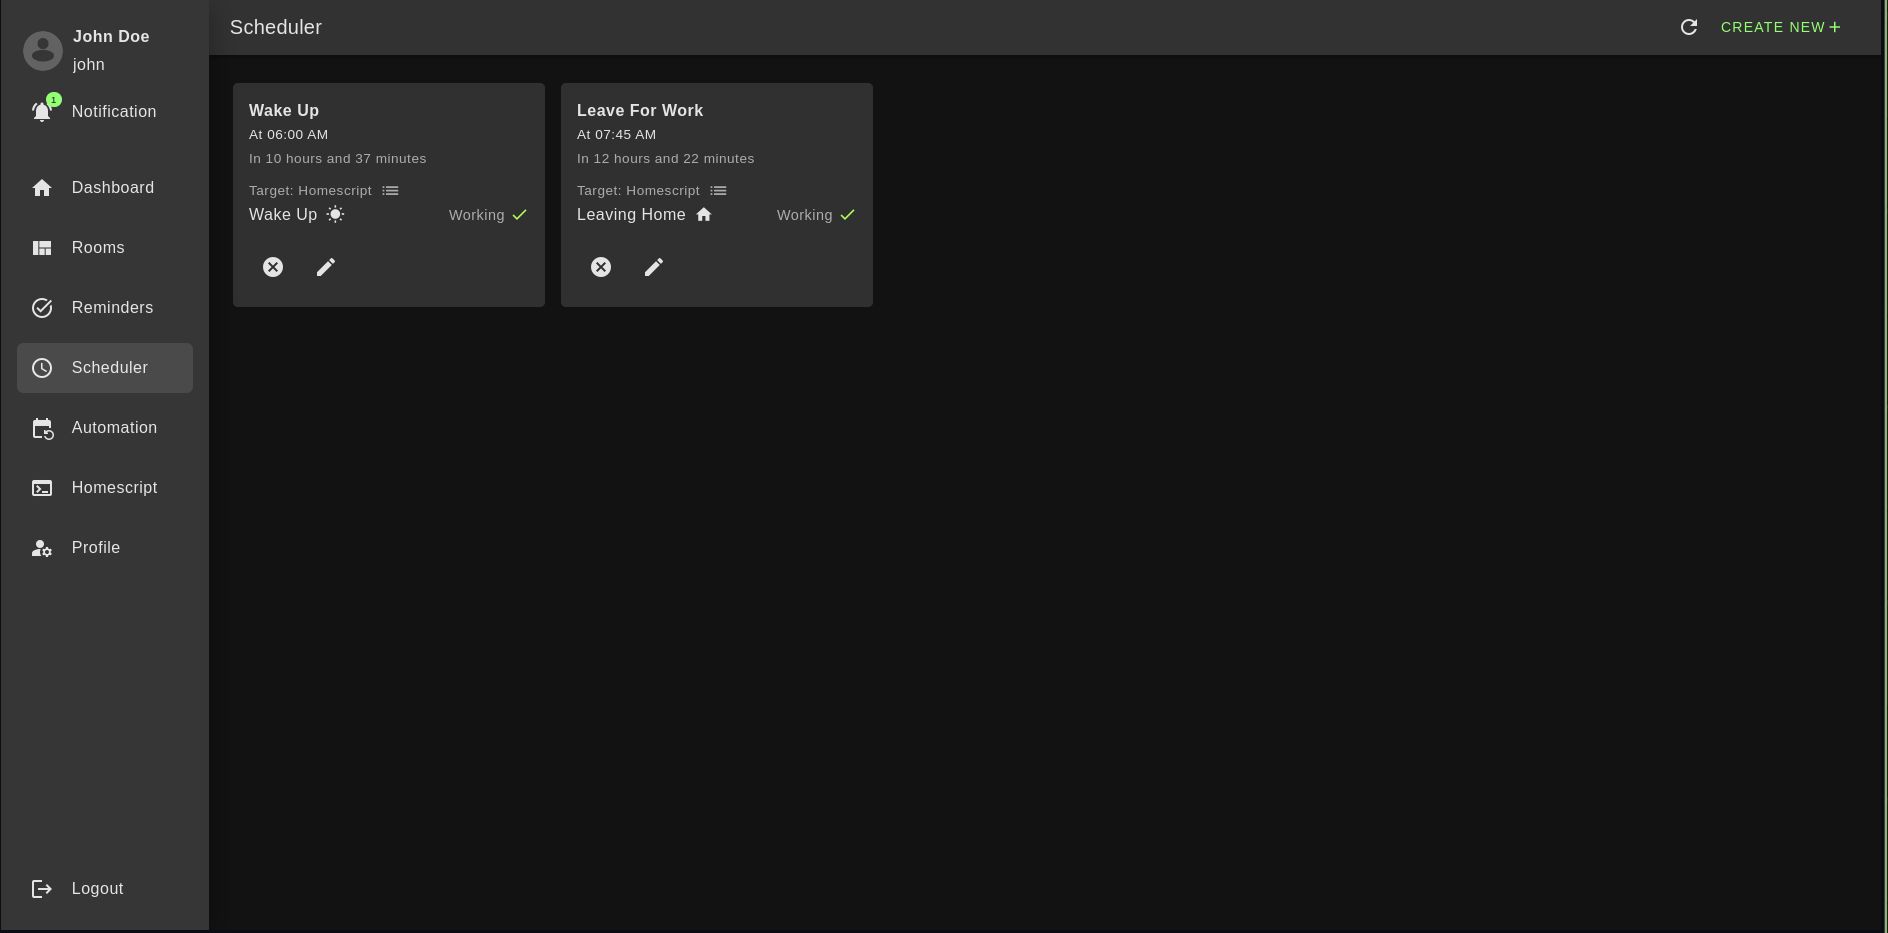 John Doe
john
1
Notification
Dashboard
Rooms
Reminders
Scheduler
Automation
Homescript
Profile
Logout
Scheduler
CREATE NEW+
Wake Up
At 06:00 AM
In 10 hours and 37 minutes
Target: Homescript
Wake Up
Working
Leave For Work
At 07:45 AM
In 12 hours and 22 minutes
Target: Homescript
Leaving Home
Working